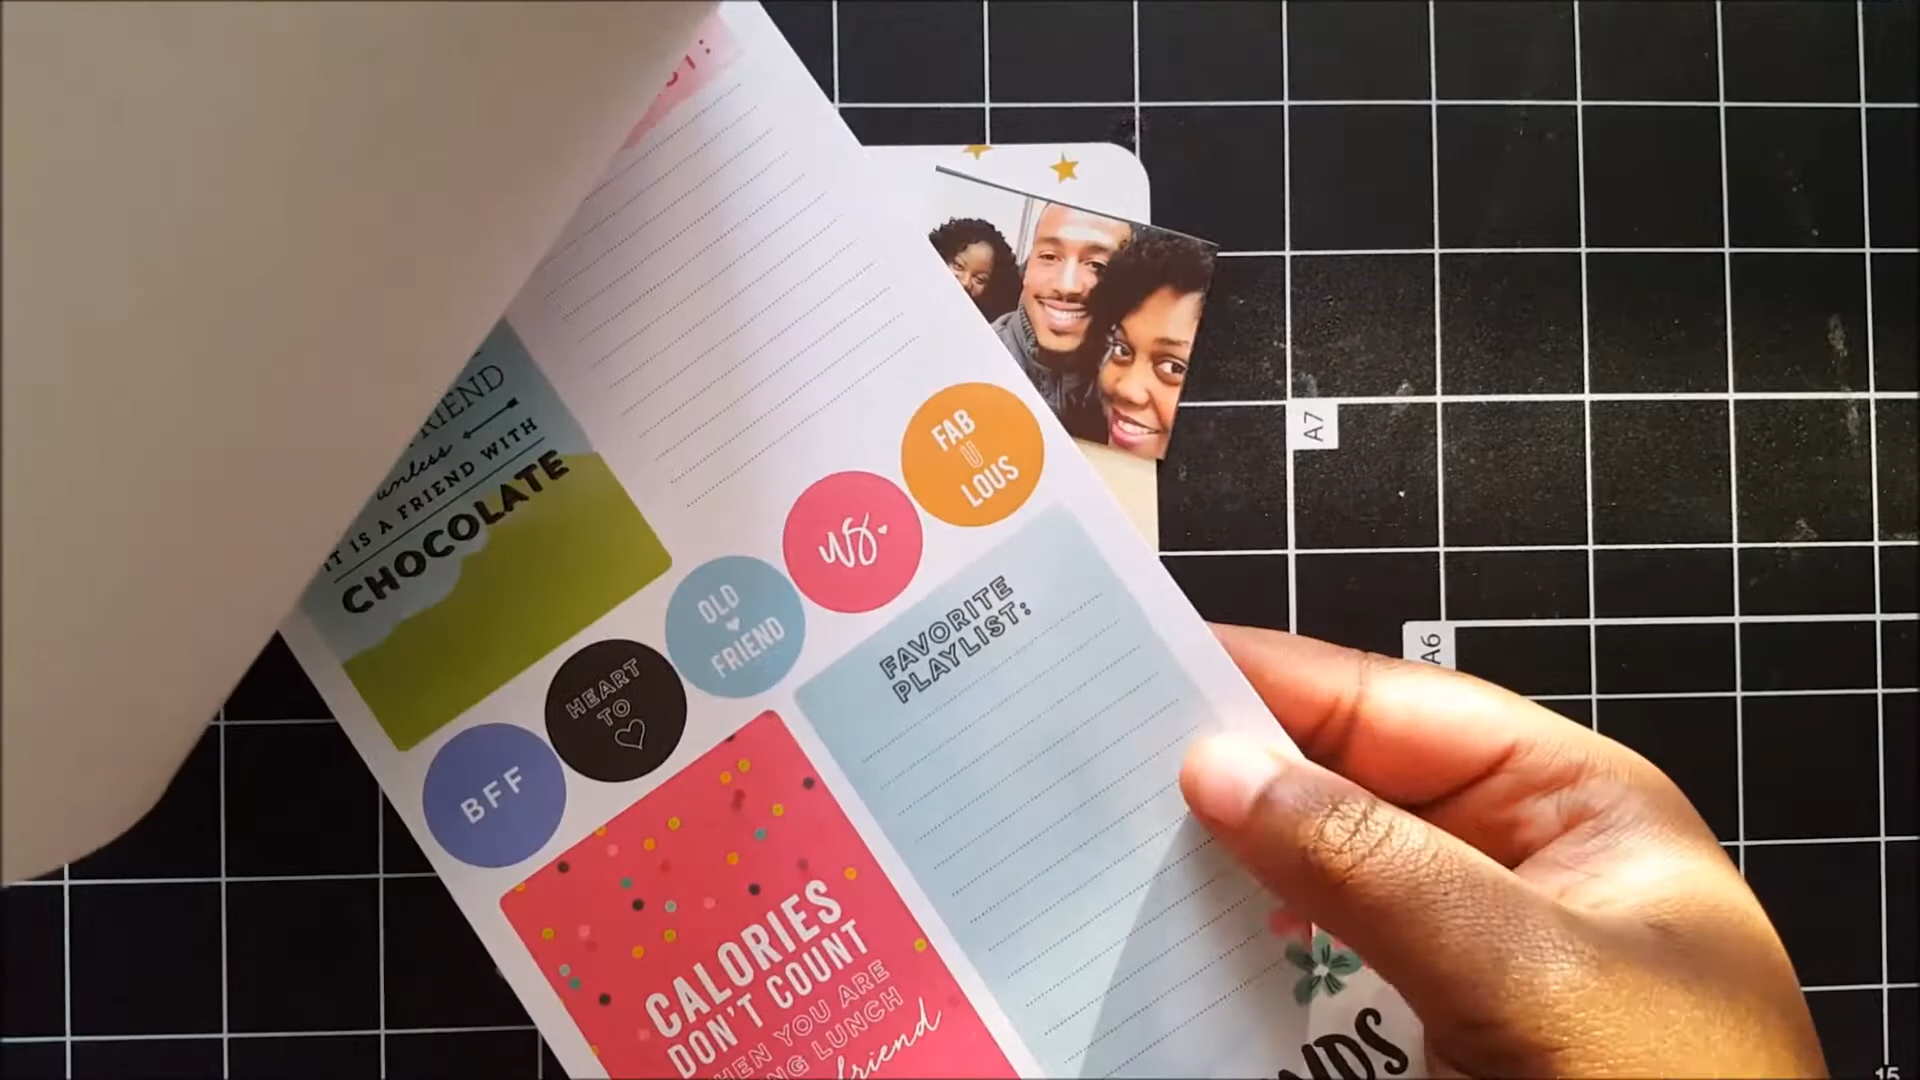 FRIEND
unless
IT IS A FRIEND WITH
CHOCOLATE
FAB
U
LOUS
us
OLD
FRIEND
HEART
TO
BFF
FAVORITE
PLAYLIST:
CALORIES
DON'T COUNT
WHEN YOU ARE
LUNCH
friend
A7
A6
15